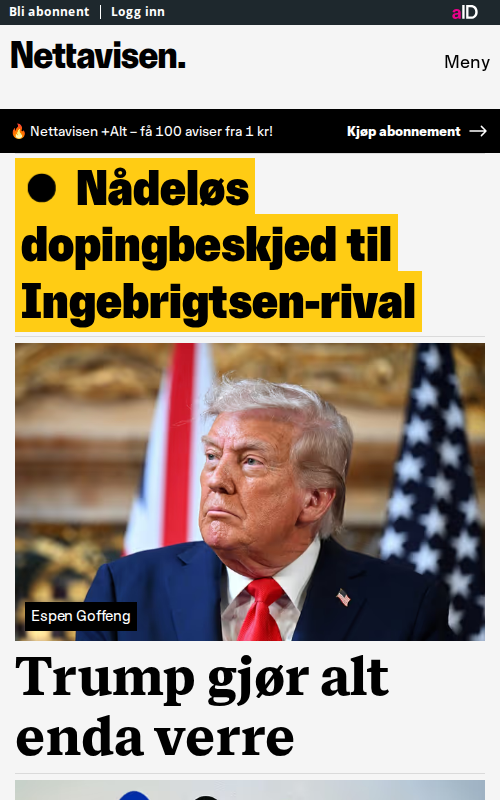 Bli abonnent | Logg inn
aID
Nettavisen.
Meny
🔥 Nettavisen +Alt – få 100 aviser fra 1 kr!
Kjøp abonnement →
● Nådeløs
dopingbeskjed til
Ingebrigtsen-rival
Espen Goffeng
Trump gjør alt
enda verre